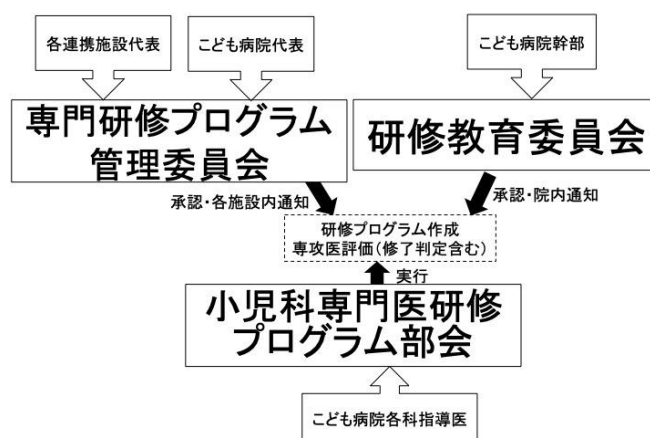 各連携施設代表
こども病院代表
こども病院幹部
専門研修プログラム
管理委員会
研修教育委員会
承認・各施設内通知
承認・院内通知
研修プログラム作成
専攻医評価(修了判定含む)
実行
小児科専門医研修
プログラム部会
こども病院各科指導医